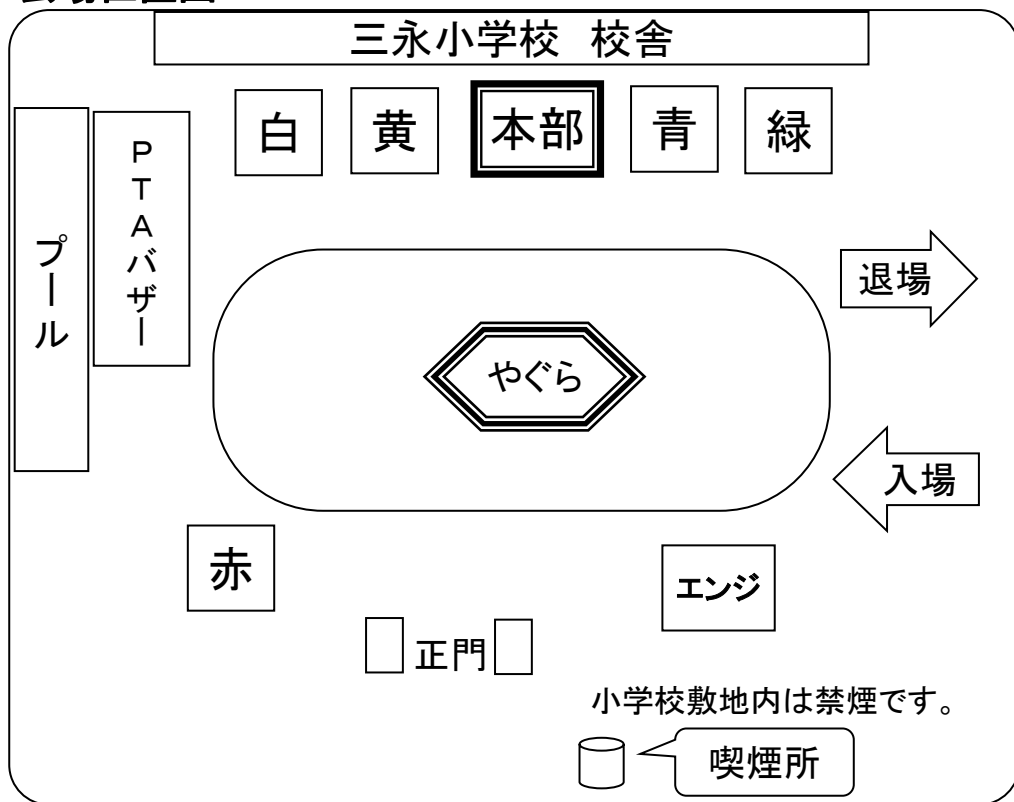 三永小学校　校舎
白
黄
本部
青
緑
プール
ＰＴＡバザー
退場
やぐら
入場
赤
エンジ
正門
小学校敷地内は禁煙です。
喫煙所